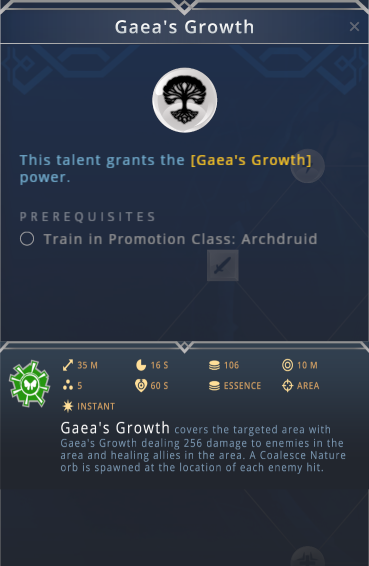 Gaea's Growth
This talent grants the [Gaea's Growth]
power.
PREREQUISITES
Train in Promotion Class: Archdruid
35 M 16 S 106 10 M
5 60 S ESSENCE AREA
INSTANT
Gaea's Growth covers the targeted area with
Gaea's Growth dealing 256 damage to enemies in the
area and healing allies in the area. A Coalesce Nature
orb is spawned at the location of each enemy hit.